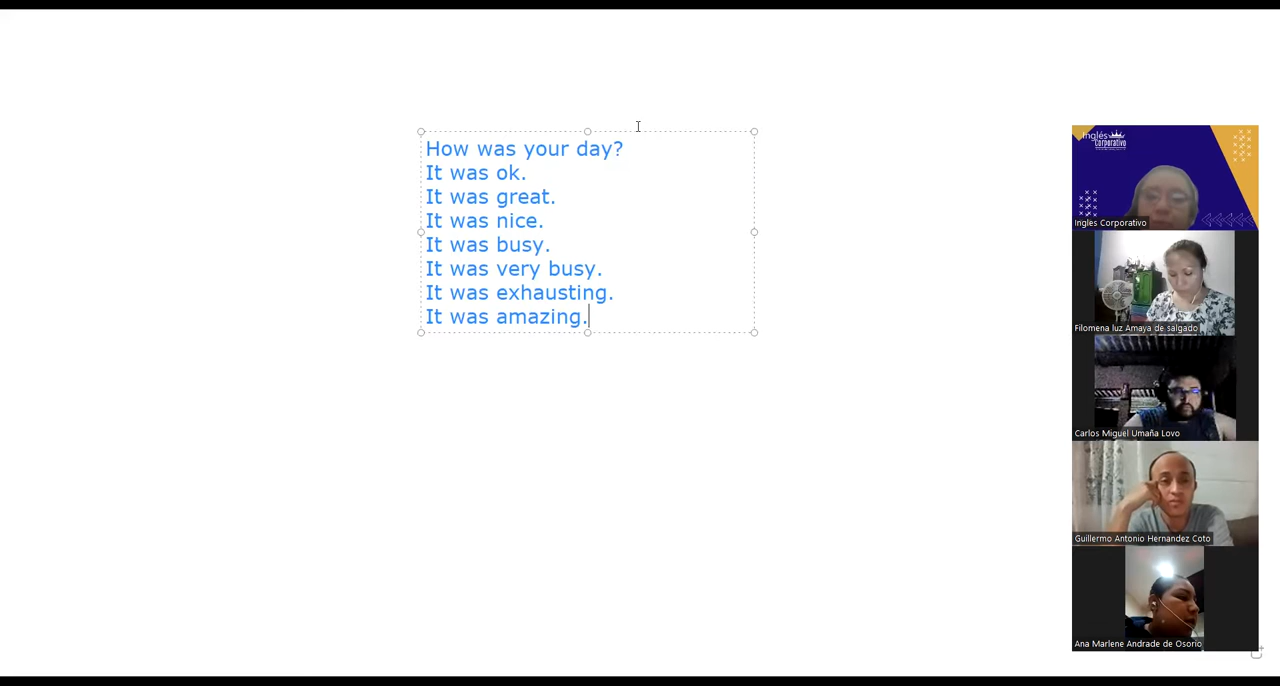 How was your day?
It was ok.
It was great.
It was nice.
It was busy.
It was very busy.
It was exhausting.
It was amazing.
Inglés
Corporativo
Ingles Corporativo
Filomena luz Amaya de salgado
Carlos Miguel Umaña Lovo
Guillermo Antonio Hernandez Coto
Ana Marlene Andrade de Osorio